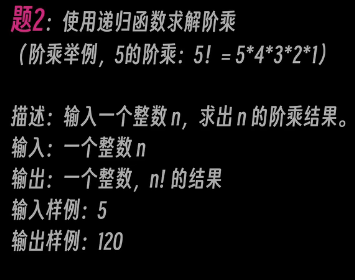 题2：使用递归函数求解阶乘
（阶乘举例，5的阶乘：5！= 5*4*3*2*1）
描述：输入一个整数 n，求出 n 的阶乘结果。
输入：一个整数 n
输出：一个整数，n! 的结果
输入样例：5
输出样例：120